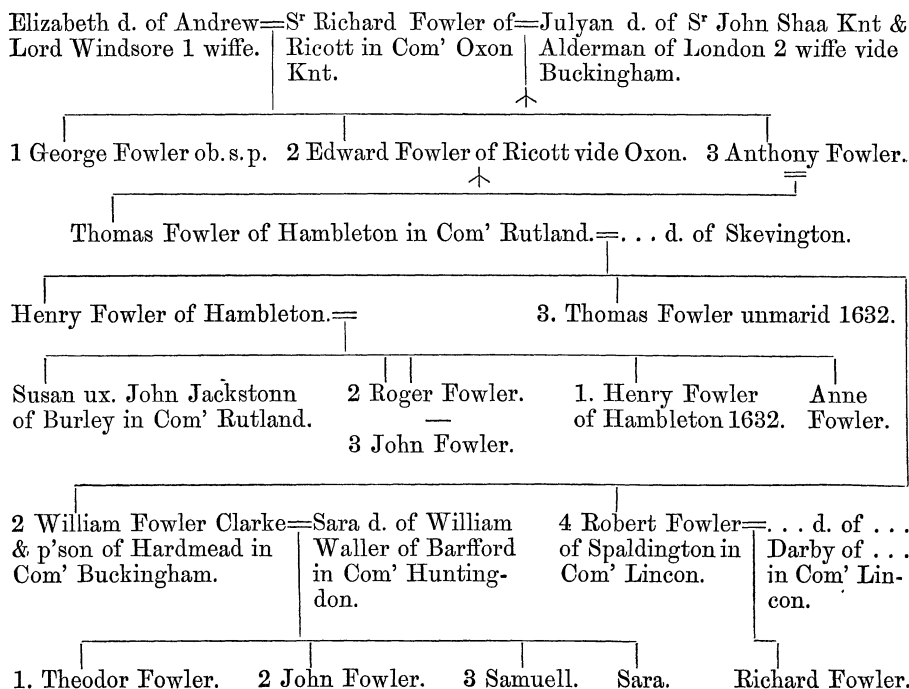 Elizabeth d. of Andrew=Sʳ Richard Fowler of=Julyan d. of Sʳ John Shaa Knt &
Lord Windsore 1 wiffe. Ricott in Com' Oxon Alderman of London 2 wiffe vide
Knt. Buckingham.
1 George Fowler ob. s. p. 2 Edward Fowler of Ricott vide Oxon. 3 Anthony Fowler.
=
Thomas Fowler of Hambleton in Com' Rutland.=. . . d. of Skevington.
Henry Fowler of Hambleton.= 3. Thomas Fowler unmarid 1632.
Susan ux. John Jackstonn 2 Roger Fowler. 1. Henry Fowler Anne
of Burley in Com' Rutland. — of Hambleton 1632. Fowler.
3 John Fowler.
2 William Fowler Clarke=Sara d. of William 4 Robert Fowler=. . . d. of . . .
& p'son of Hardmead in Waller of Barfford of Spaldington in Darby of . . .
Com' Buckingham. in Com' Hunting- Com' Lincon. in Com' Lin-
don. con.
1. Theodor Fowler. 2 John Fowler. 3 Samuell. Sara. Richard Fowler.